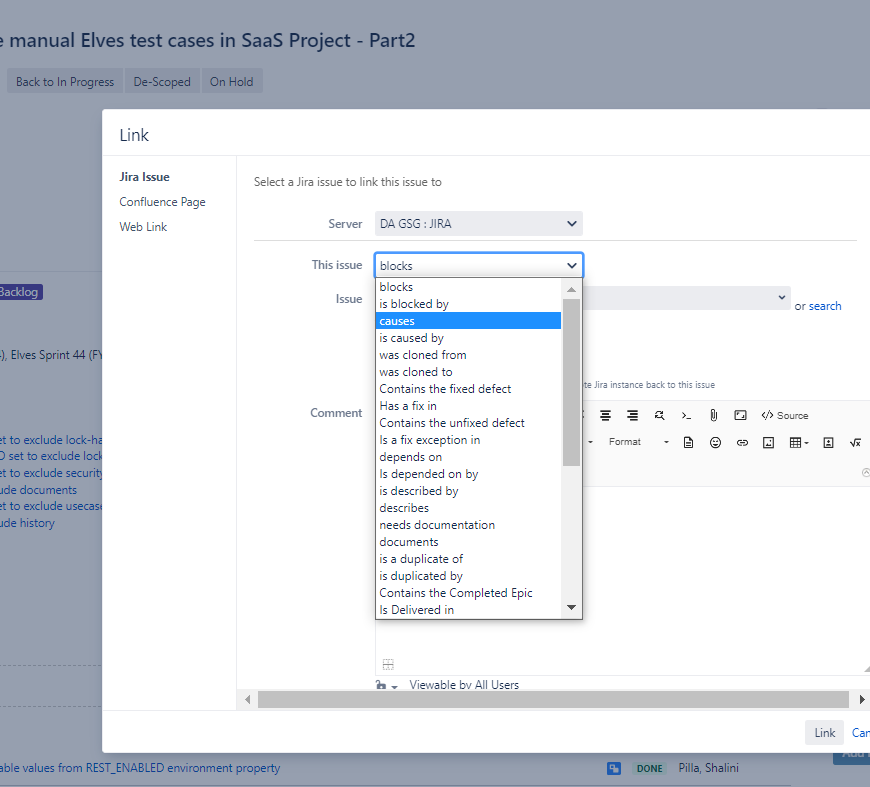 e manual Elves test cases in SaaS Project - Part2
Back to In Progress De-Scoped On Hold
Link
Jira Issue
Confluence Page
Web Link
Select a Jira issue to link this issue to
Server DA GSG : JIRA
This issue blocks
Issue
or search
blocks
is blocked by
causes
is caused by
was cloned from
was cloned to
Contains the fixed defect
Has a fix in
Contains the unfixed defect
Is a fix exception in
depends on
Is depended on by
is described by
describes
needs documentation
documents
is a duplicate of
is duplicated by
Contains the Completed Epic
Is Delivered in
te Jira instance back to this issue
Comment
Source
Format
Viewable by All Users
Link Can
Backlog
), Elves Sprint 44 (FY
et to exclude lock-ha
O set to exclude lock
et to exclude security
ude documents
et to exclude usecase
ude history
able values from REST_ENABLED environment property DONE Pilla, Shalini